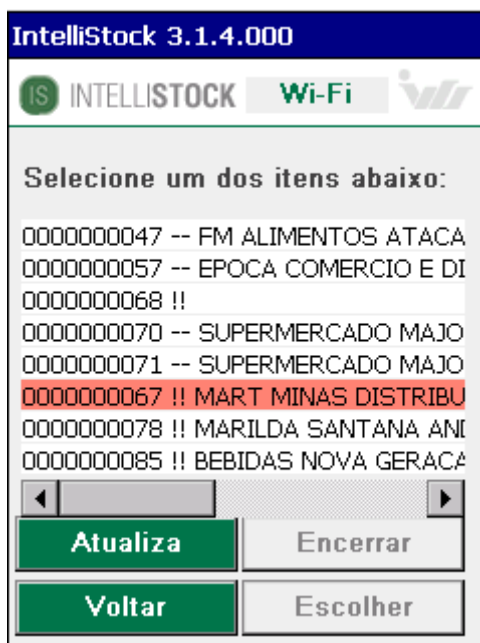 IntelliStock 3.1.4.000
IS INTELLISTOCK Wi-Fi
Selecione um dos itens abaixo:
0000000047 -- FM ALIMENTOS ATACA
0000000057 -- EPOCA COMERCIO E DI
0000000068 !!
0000000070 -- SUPERMERCADO MAJO
0000000071 -- SUPERMERCADO MAJO
0000000067 !! MART MINAS DISTRIBU
0000000078 !! MARILDA SANTANA AND
0000000085 !! BEBIDAS NOVA GERACA
Atualiza Encerrar
Voltar Escolher